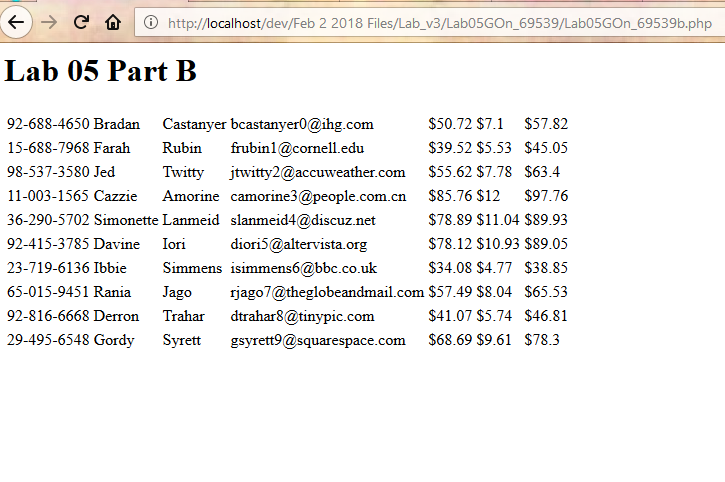 http://localhost/dev/Feb 2 2018 Files/Lab_v3/Lab05GOn_69539/Lab05GOn_69539b.php
Lab 05 Part B
92-688-4650 Bradan Castanyer bcastanyer0@ihg.com $50.72 $7.1 $57.82
15-688-7968 Farah Rubin frubin1@cornell.edu $39.52 $5.53 $45.05
98-537-3580 Jed Twitty jtwitty2@accuweather.com $55.62 $7.78 $63.4
11-003-1565 Cazzie Amorine camorine3@people.com.cn $85.76 $12 $97.76
36-290-5702 Simonette Lanmeid slanmeid4@discuz.net $78.89 $11.04 $89.93
92-415-3785 Davine Iori diori5@altervista.org $78.12 $10.93 $89.05
23-719-6136 Ibbie Simmens isimmens6@bbc.co.uk $34.08 $4.77 $38.85
65-015-9451 Rania Jago rjago7@theglobeandmail.com $57.49 $8.04 $65.53
92-816-6668 Derron Trahar dtrahar8@tinypic.com $41.07 $5.74 $46.81
29-495-6548 Gordy Syrett gsyrett9@squarespace.com $68.69 $9.61 $78.3